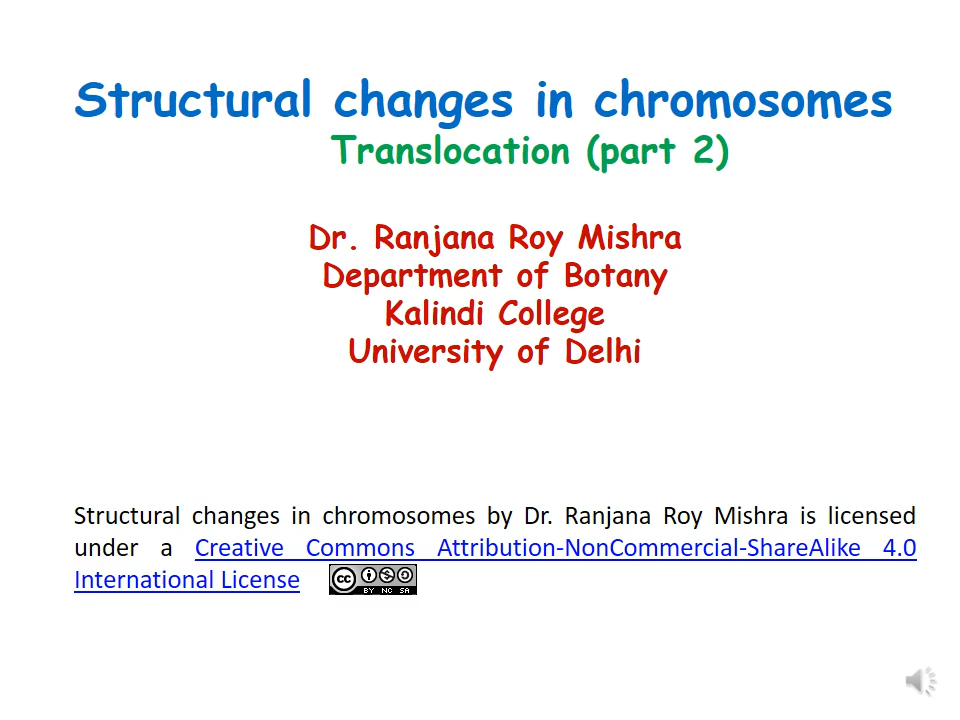 Structural changes in chromosomes
Translocation (part 2)
Dr. Ranjana Roy Mishra
Department of Botany
Kalindi College
University of Delhi
Structural changes in chromosomes by Dr. Ranjana Roy Mishra is licensed
under a Creative Commons Attribution-NonCommercial-ShareAlike 4.0
International License
cc
BY NC SA